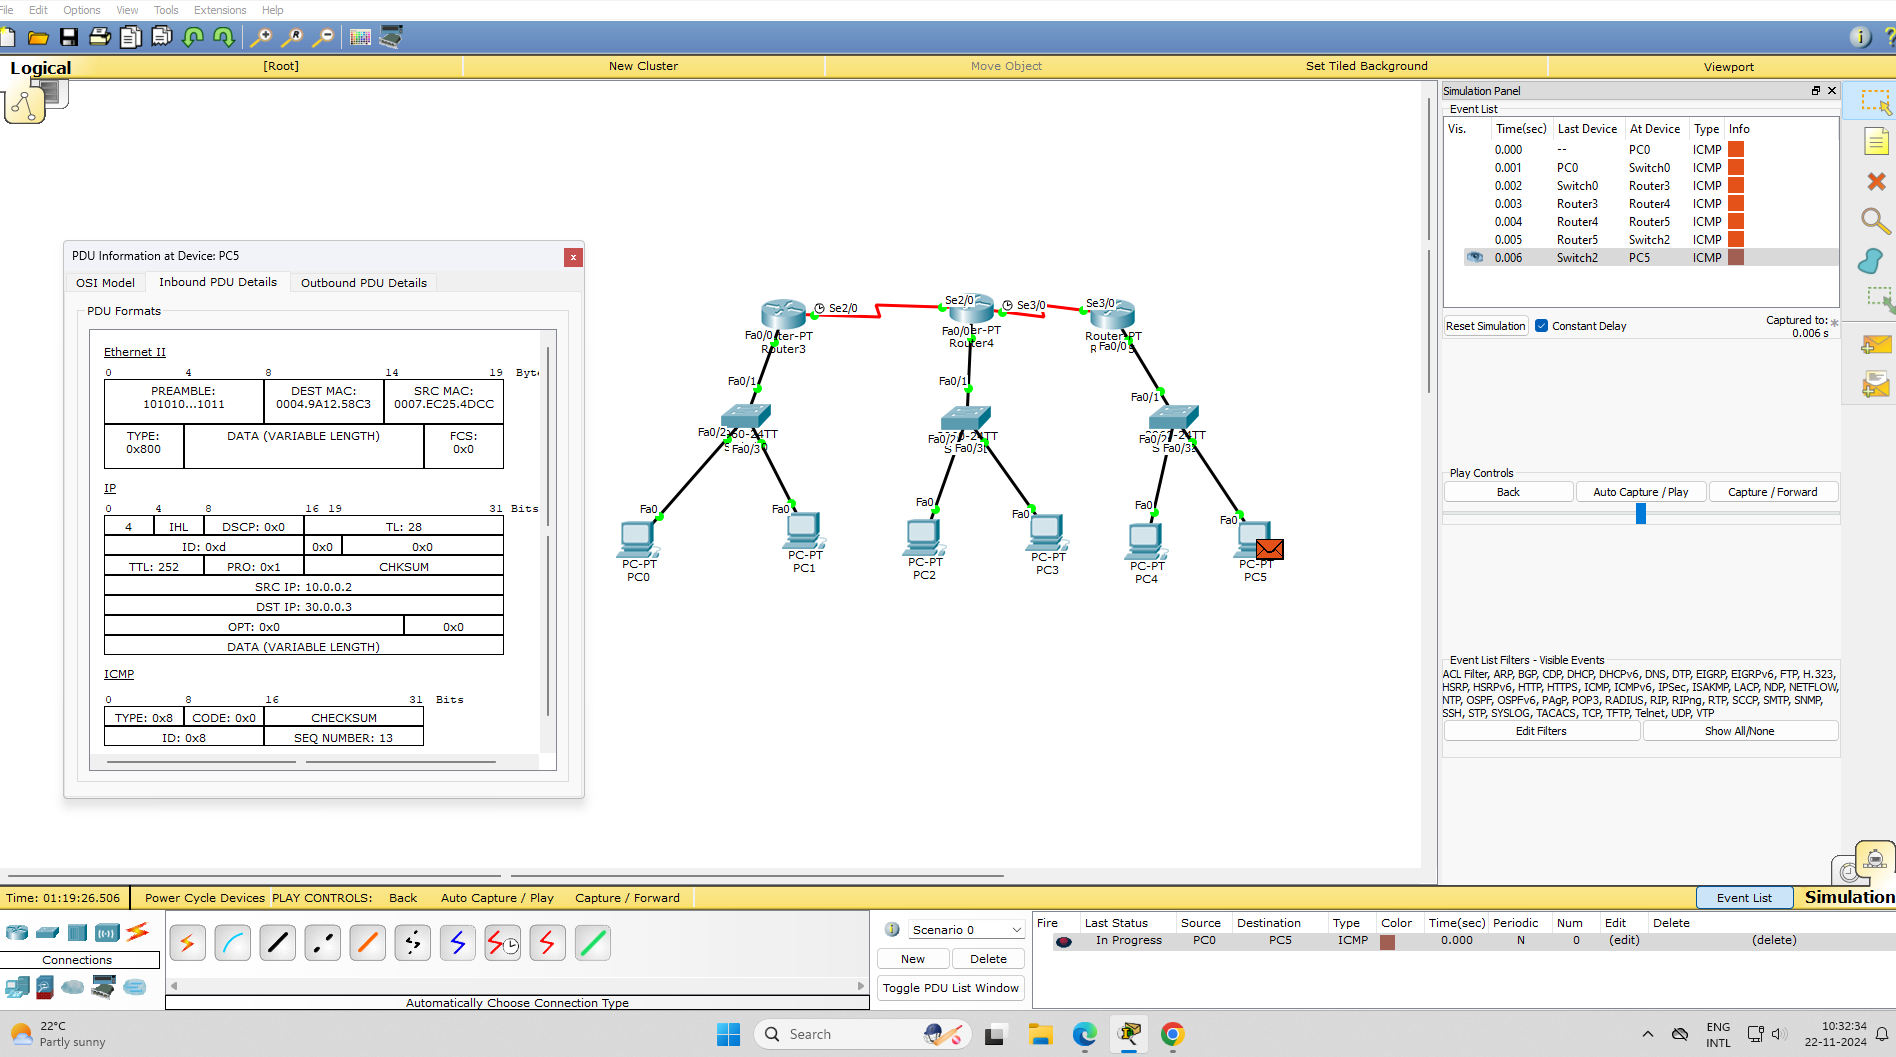 File Edit Options View Tools Extensions Help
Logical [Root] New Cluster Move Object Set Tiled Background Viewport
PDU Information at Device: PC5
OSI Model Inbound PDU Details Outbound PDU Details
PDU Formats
Ethernet II
0 4 8 14 19
PREAMBLE: 101010...1011 DEST MAC: 0004.9A12.58C3 SRC MAC: 0007.EC25.4DCC
TYPE: 0x800 DATA (VARIABLE LENGTH) FCS: 0x0
IP
0 4 8 16 19 31 Bits
4 IHL DSCP: 0x0 TL: 28
ID: 0xd 0x0 0x0
TTL: 252 PRO: 0x1 CHKSUM
SRC IP: 10.0.0.2
DST IP: 30.0.0.3
OPT: 0x0 0x0
DATA (VARIABLE LENGTH)
ICMP
0 8 16 31 Bits
TYPE: 0x8 CODE: 0x0 CHECKSUM
ID: 0x8 SEQ NUMBER: 13
Se2/0 Se2/0 Se3/0 Se3/0
Fa0/0 Fa0/0 Fa0/0
Router3 Router4
Fa0/1 Fa0/1 Fa0/1
Fa0/2 Fa0/3 Fa0/2 Fa0/3 Fa0/2 Fa0/3
Fa0 Fa0 Fa0 Fa0 Fa0 Fa0
PC-PT PC0
PC-PT PC1
PC-PT PC2
PC-PT PC3
PC-PT PC4
PC-PT PC5
Simulation Panel
Event List
Vis. Time(sec) Last Device At Device Type Info
0.000 -- PC0 ICMP
0.001 PC0 Switch0 ICMP
0.002 Switch0 Router3 ICMP
0.003 Router3 Router4 ICMP
0.004 Router4 Router5 ICMP
0.005 Router5 Switch2 ICMP
0.006 Switch2 PC5 ICMP
Reset Simulation Constant Delay Captured to: *
0.006 s
Play Controls
Back Auto Capture / Play Capture / Forward
Event List Filters - Visible Events
ACL Filter, ARP, BGP, CDP, DHCP, DHCPv6, DNS, DTP, EIGRP, EIGRPv6, FTP, H.323,
HSRP, HSRPv6, HTTP, HTTPS, ICMP, ICMPv6, IPSec, ISAKMP, LACP, NDP, NETFLOW,
NTP, OSPF, OSPFv6, PAgP, POP3, RADIUS, RIP, RIPng, RTP, SCCP, SMTP, SNMP,
SSH, STP, SYSLOG, TACACS, TCP, TFTP, Telnet, UDP, VTP
Edit Filters Show All/None
Time: 01:19:26.506 Power Cycle Devices PLAY CONTROLS: Back Auto Capture / Play Capture / Forward Event List Simulation
Connections
Automatically Choose Connection Type
Scenario 0
New Delete
Toggle PDU List Window
Fire Last Status Source Destination Type Color Time(sec) Periodic Num Edit Delete
In Progress PC0 PC5 ICMP 0.000 N 0 (edit) (delete)
22°C
Partly sunny
Search
ENG
INTL
10:32:34
22-11-2024